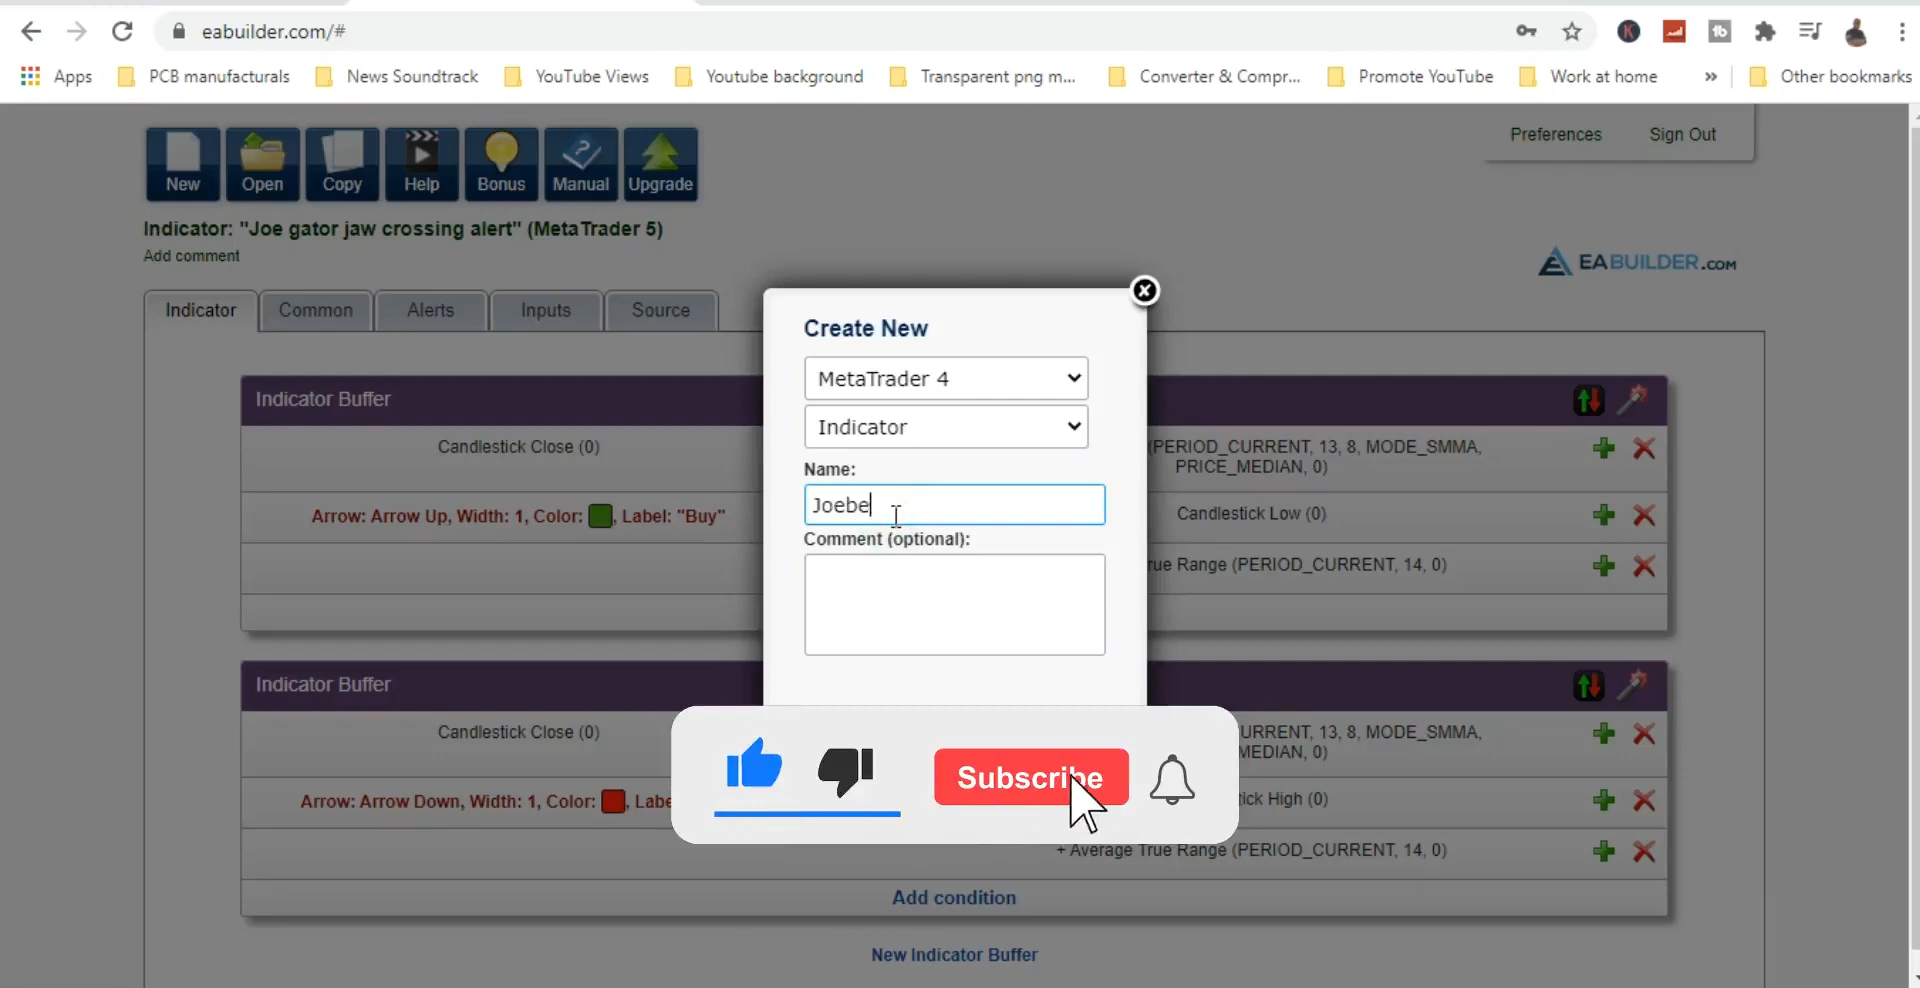 eabuilder.com/#
Apps PCB manufacturals News Soundtrack YouTube Views Youtube background Transparent png m... Converter & Compr... Promote YouTube Work at home » Other bookmarks
Preferences Sign Out
New Open Copy Help Bonus Manual Upgrade
Indicator: "Joe gator jaw crossing alert" (MetaTrader 5)
Add comment
EABUILDER.COM
Indicator Common Alerts Inputs Source
Create New
MetaTrader 4
Indicator
Name:
Joebe
Comment (optional):
Indicator Buffer
Candlestick Close (0)
(PERIOD_CURRENT, 13, 8, MODE_SMMA,
PRICE_MEDIAN, 0)
Arrow: Arrow Up, Width: 1, Color: , Label: "Buy"
Candlestick Low (0)
rue Range (PERIOD_CURRENT, 14, 0)
Indicator Buffer
Candlestick Close (0)
URRENT, 13, 8, MODE_SMMA,
MEDIAN, 0)
Subscribe
Arrow: Arrow Down, Width: 1, Color: , Labe
tick High (0)
+ Average True Range (PERIOD_CURRENT, 14, 0)
Add condition
New Indicator Buffer